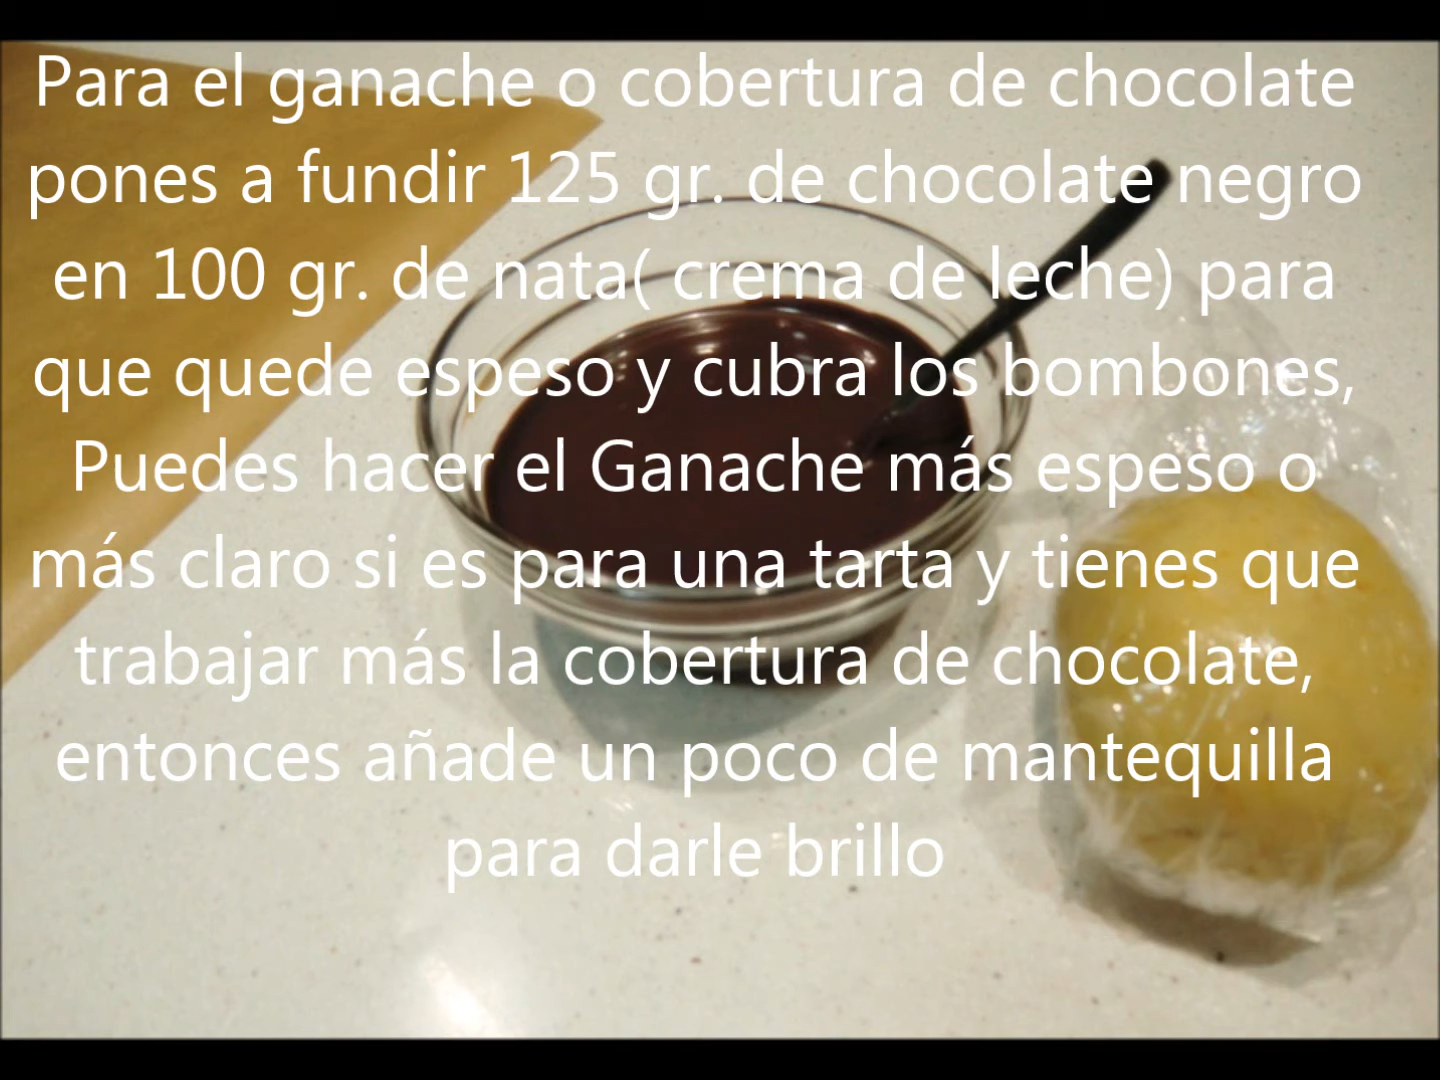 Para el ganache o cobertura de chocolate
pones a fundir 125 gr. de chocolate negro
en 100 gr. de nata( crema de leche) para
que quede espeso y cubra los bombones,
Puedes hacer el Ganache más espeso o
más claro si es para una tarta y tienes que
trabajar más la cobertura de chocolate,
entonces añade un poco de mantequilla
para darle brillo